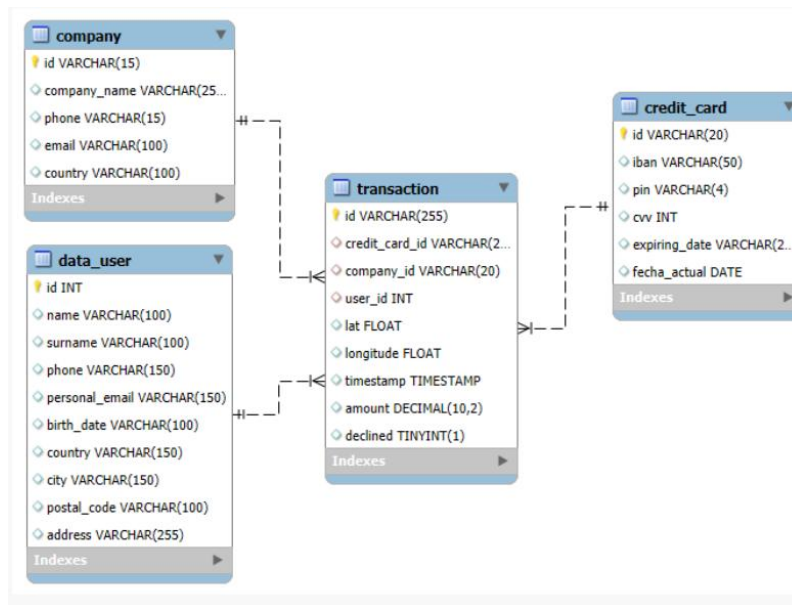 company
id VARCHAR(15)
company_name VARCHAR(25...
phone VARCHAR(15)
email VARCHAR(100)
country VARCHAR(100)
Indexes
data_user
id INT
name VARCHAR(100)
surname VARCHAR(100)
phone VARCHAR(150)
personal_email VARCHAR(150)
birth_date VARCHAR(100)
country VARCHAR(150)
city VARCHAR(150)
postal_code VARCHAR(100)
address VARCHAR(255)
Indexes
transaction
id VARCHAR(255)
credit_card_id VARCHAR(2...
company_id VARCHAR(20)
user_id INT
lat FLOAT
longitude FLOAT
timestamp TIMESTAMP
amount DECIMAL(10,2)
declined TINYINT(1)
Indexes
credit_card
id VARCHAR(20)
iban VARCHAR(50)
pin VARCHAR(4)
cvv INT
expiring_date VARCHAR(2...
fecha_actual DATE
Indexes